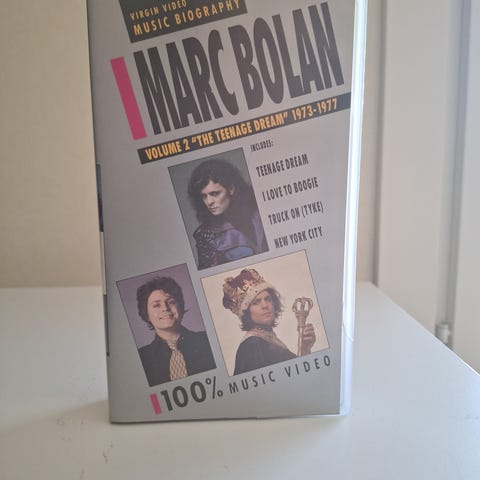 VIRGIN VIDEO
MUSIC BIOGRAPHY
MARC BOLAN
VOLUME 2 "THE TEENAGE DREAM" 1973-1977
INCLUDES:
TEENAGE DREAM
I LOVE TO BOOGIE
TRUCK ON (TYKE)
NEW YORK CITY
100% MUSIC VIDEO